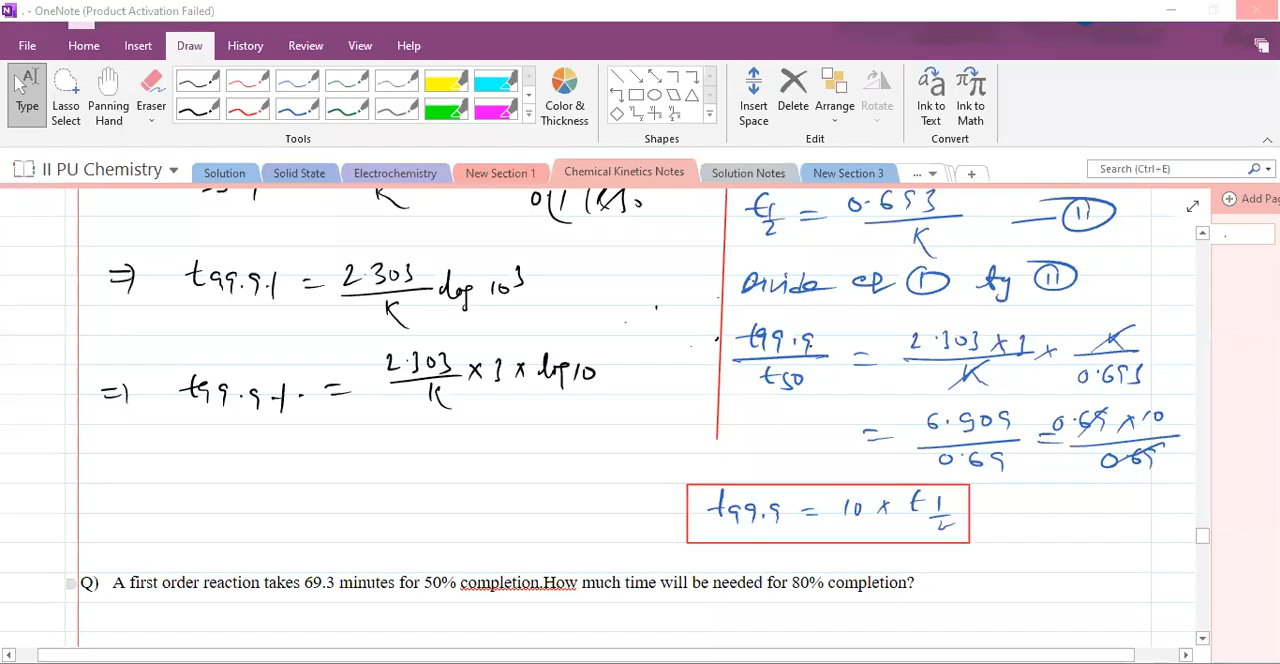 . - OneNote (Product Activation Failed)
File Home Insert Draw History Review View Help
Type
Lasso Select
Panning Hand
Eraser
Color & Thickness
Insert Space
Delete
Arrange
Rotate
Ink to Text
Ink to Math
Tools
Shapes
Edit
Convert
II PU Chemistry
Solution
Solid State
Electrochemistry
New Section 1
Chemical Kinetics Notes
Solution Notes
New Section 3
...
Search (Ctrl+E)
Add Pag
K
⇒ t99.9% = 2.303/K log 10³
⇒ t99.9%. = 2.303/K × 3 × log 10
t1/2 = 0.693/K — II
Divide eq I by II
t99.9/t50 = 2.303 × 3/K × K/0.693
= 6.909/0.69 = 0.69 × 10/0.69
t99.9 = 10 × t 1/2
Q) A first order reaction takes 69.3 minutes for 50% completion.How much time will be needed for 80% completion?